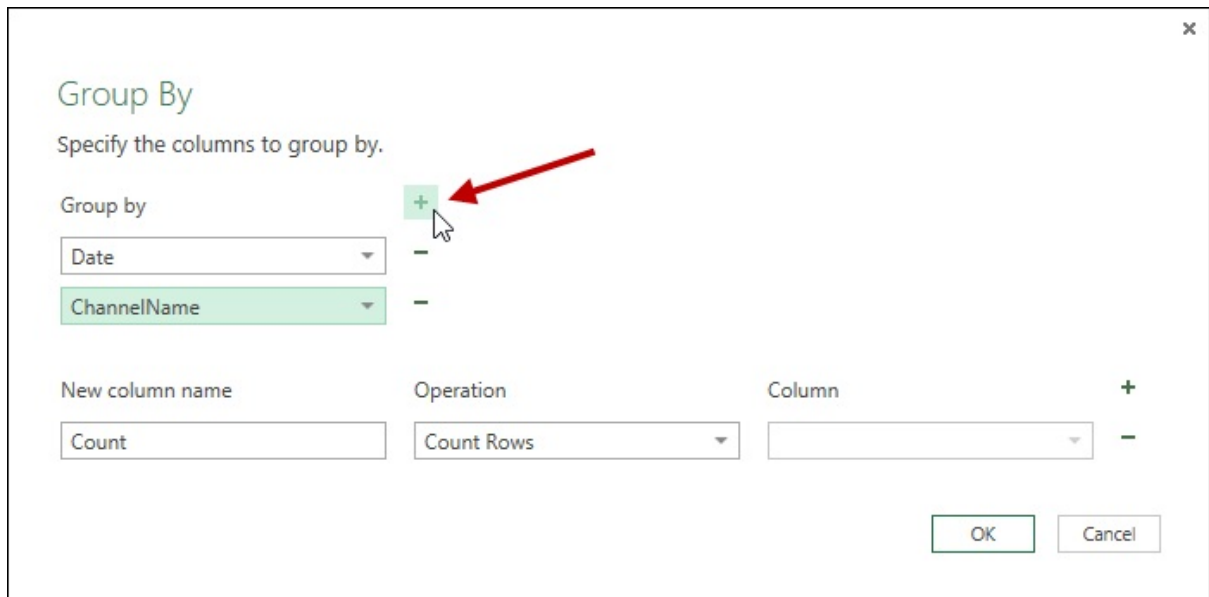 Group By
Specify the columns to group by.
Group by +
Date −
ChannelName −
New column name Operation Column +
Count Count Rows −
OK Cancel